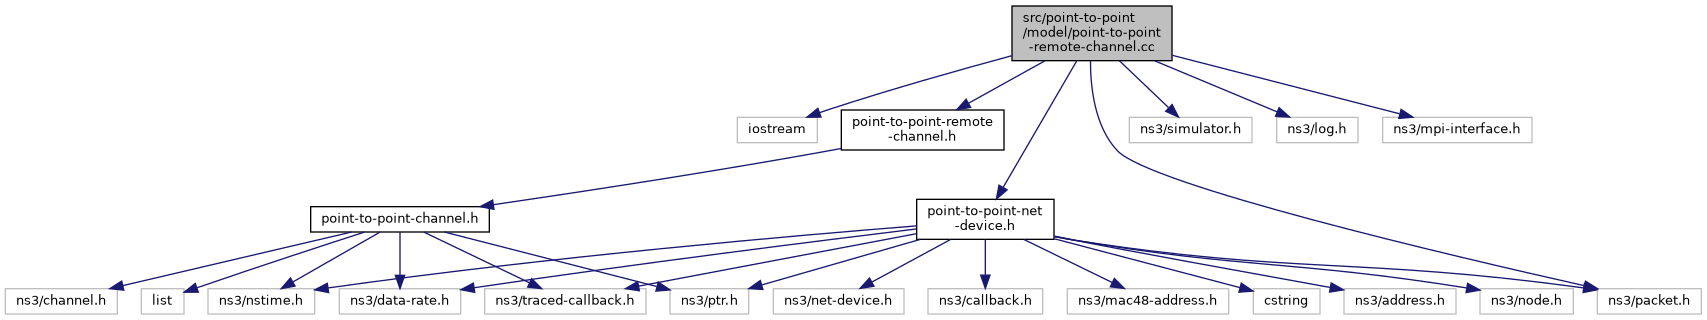 src/point-to-point
/model/point-to-point
-remote-channel.cc
iostream
point-to-point-remote
-channel.h
ns3/simulator.h
ns3/log.h
ns3/mpi-interface.h
point-to-point-channel.h
point-to-point-net
-device.h
ns3/channel.h
list
ns3/nstime.h
ns3/data-rate.h
ns3/traced-callback.h
ns3/ptr.h
ns3/net-device.h
ns3/callback.h
ns3/mac48-address.h
cstring
ns3/address.h
ns3/node.h
ns3/packet.h